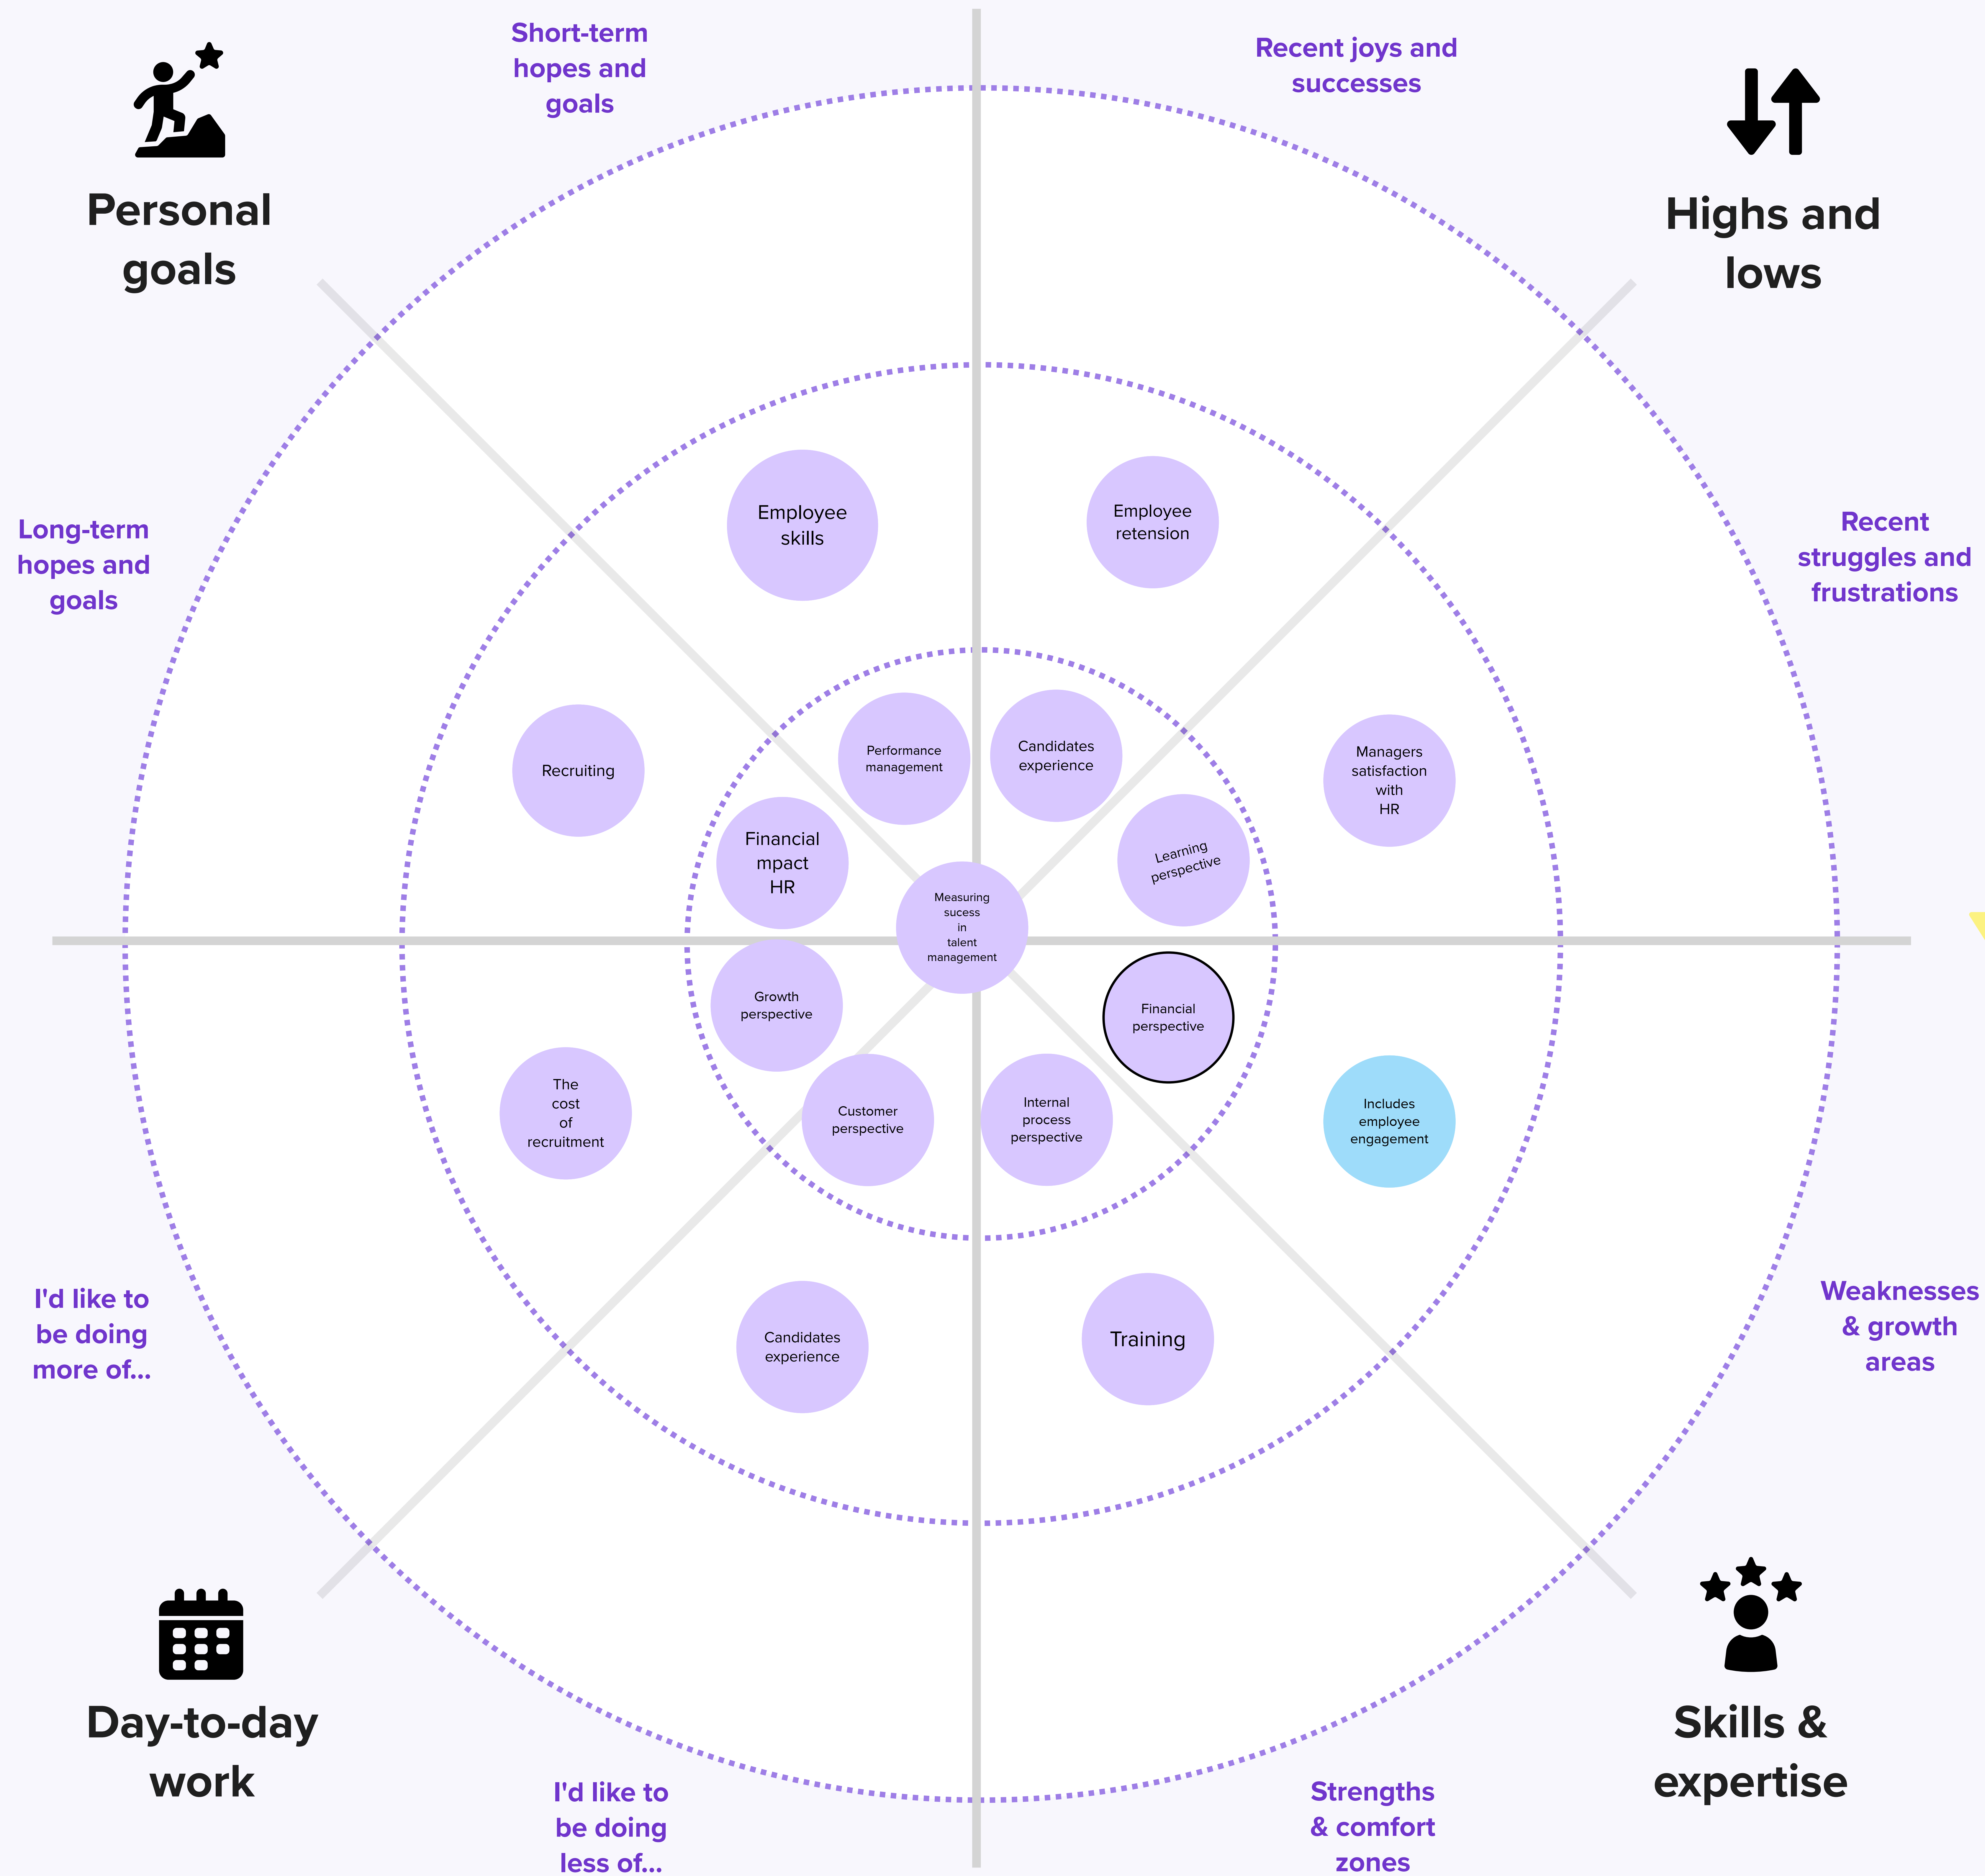 Short-term
hopes and
goals
Recent joys and
successes
Personal
goals
Highs and
lows
Long-term
hopes and
goals
Recent
struggles and
frustrations
Employee
skills
Employee
retension
Recruiting
Performance
management
Candidates
experience
Managers
satisfaction
with
HR
Financial
mpact
HR
Learning
perspective
Measuring
sucess
in
talent
management
Growth
perspective
Financial
perspective
The
cost
of
recruitment
Customer
perspective
Internal
process
perspective
Includes
employee
engagement
I'd like to
be doing
more of...
Candidates
experience
Training
Weaknesses
& growth
areas
Day-to-day
work
Skills &
expertise
I'd like to
be doing
less of...
Strengths
& comfort
zones